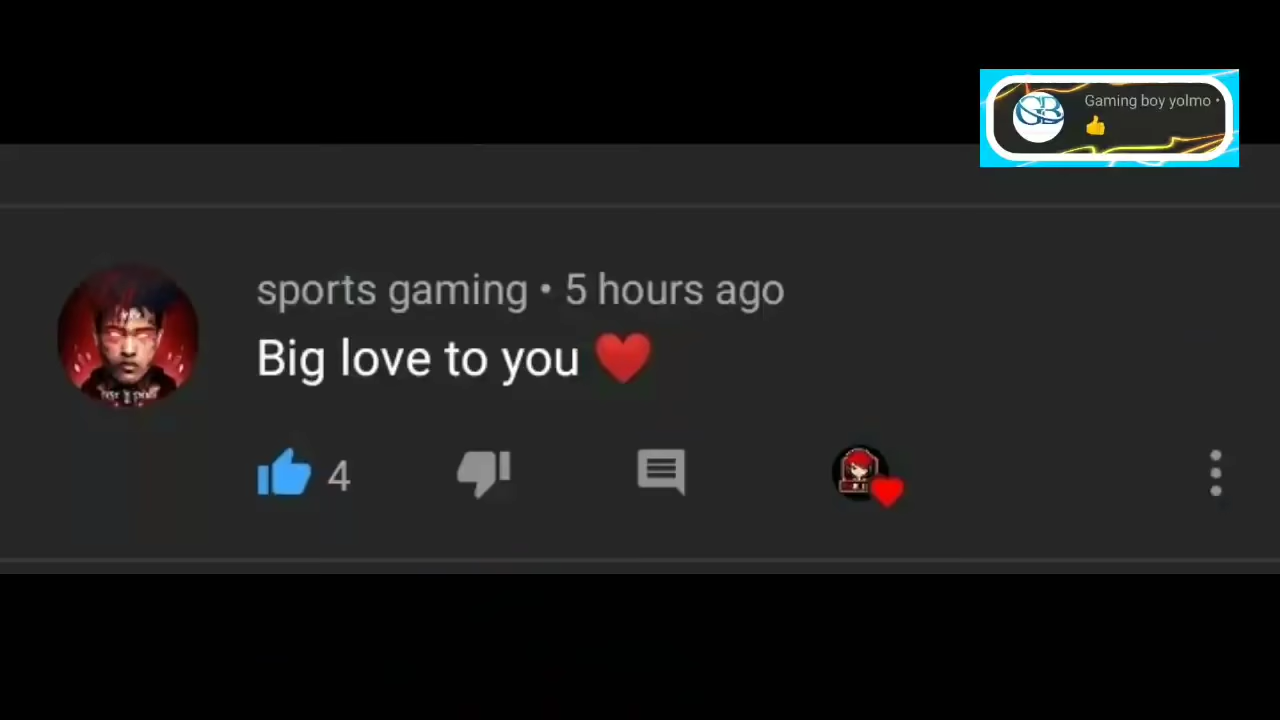 Gaming boy yolmo •
👍
sports gaming • 5 hours ago
Big love to you ❤️
4